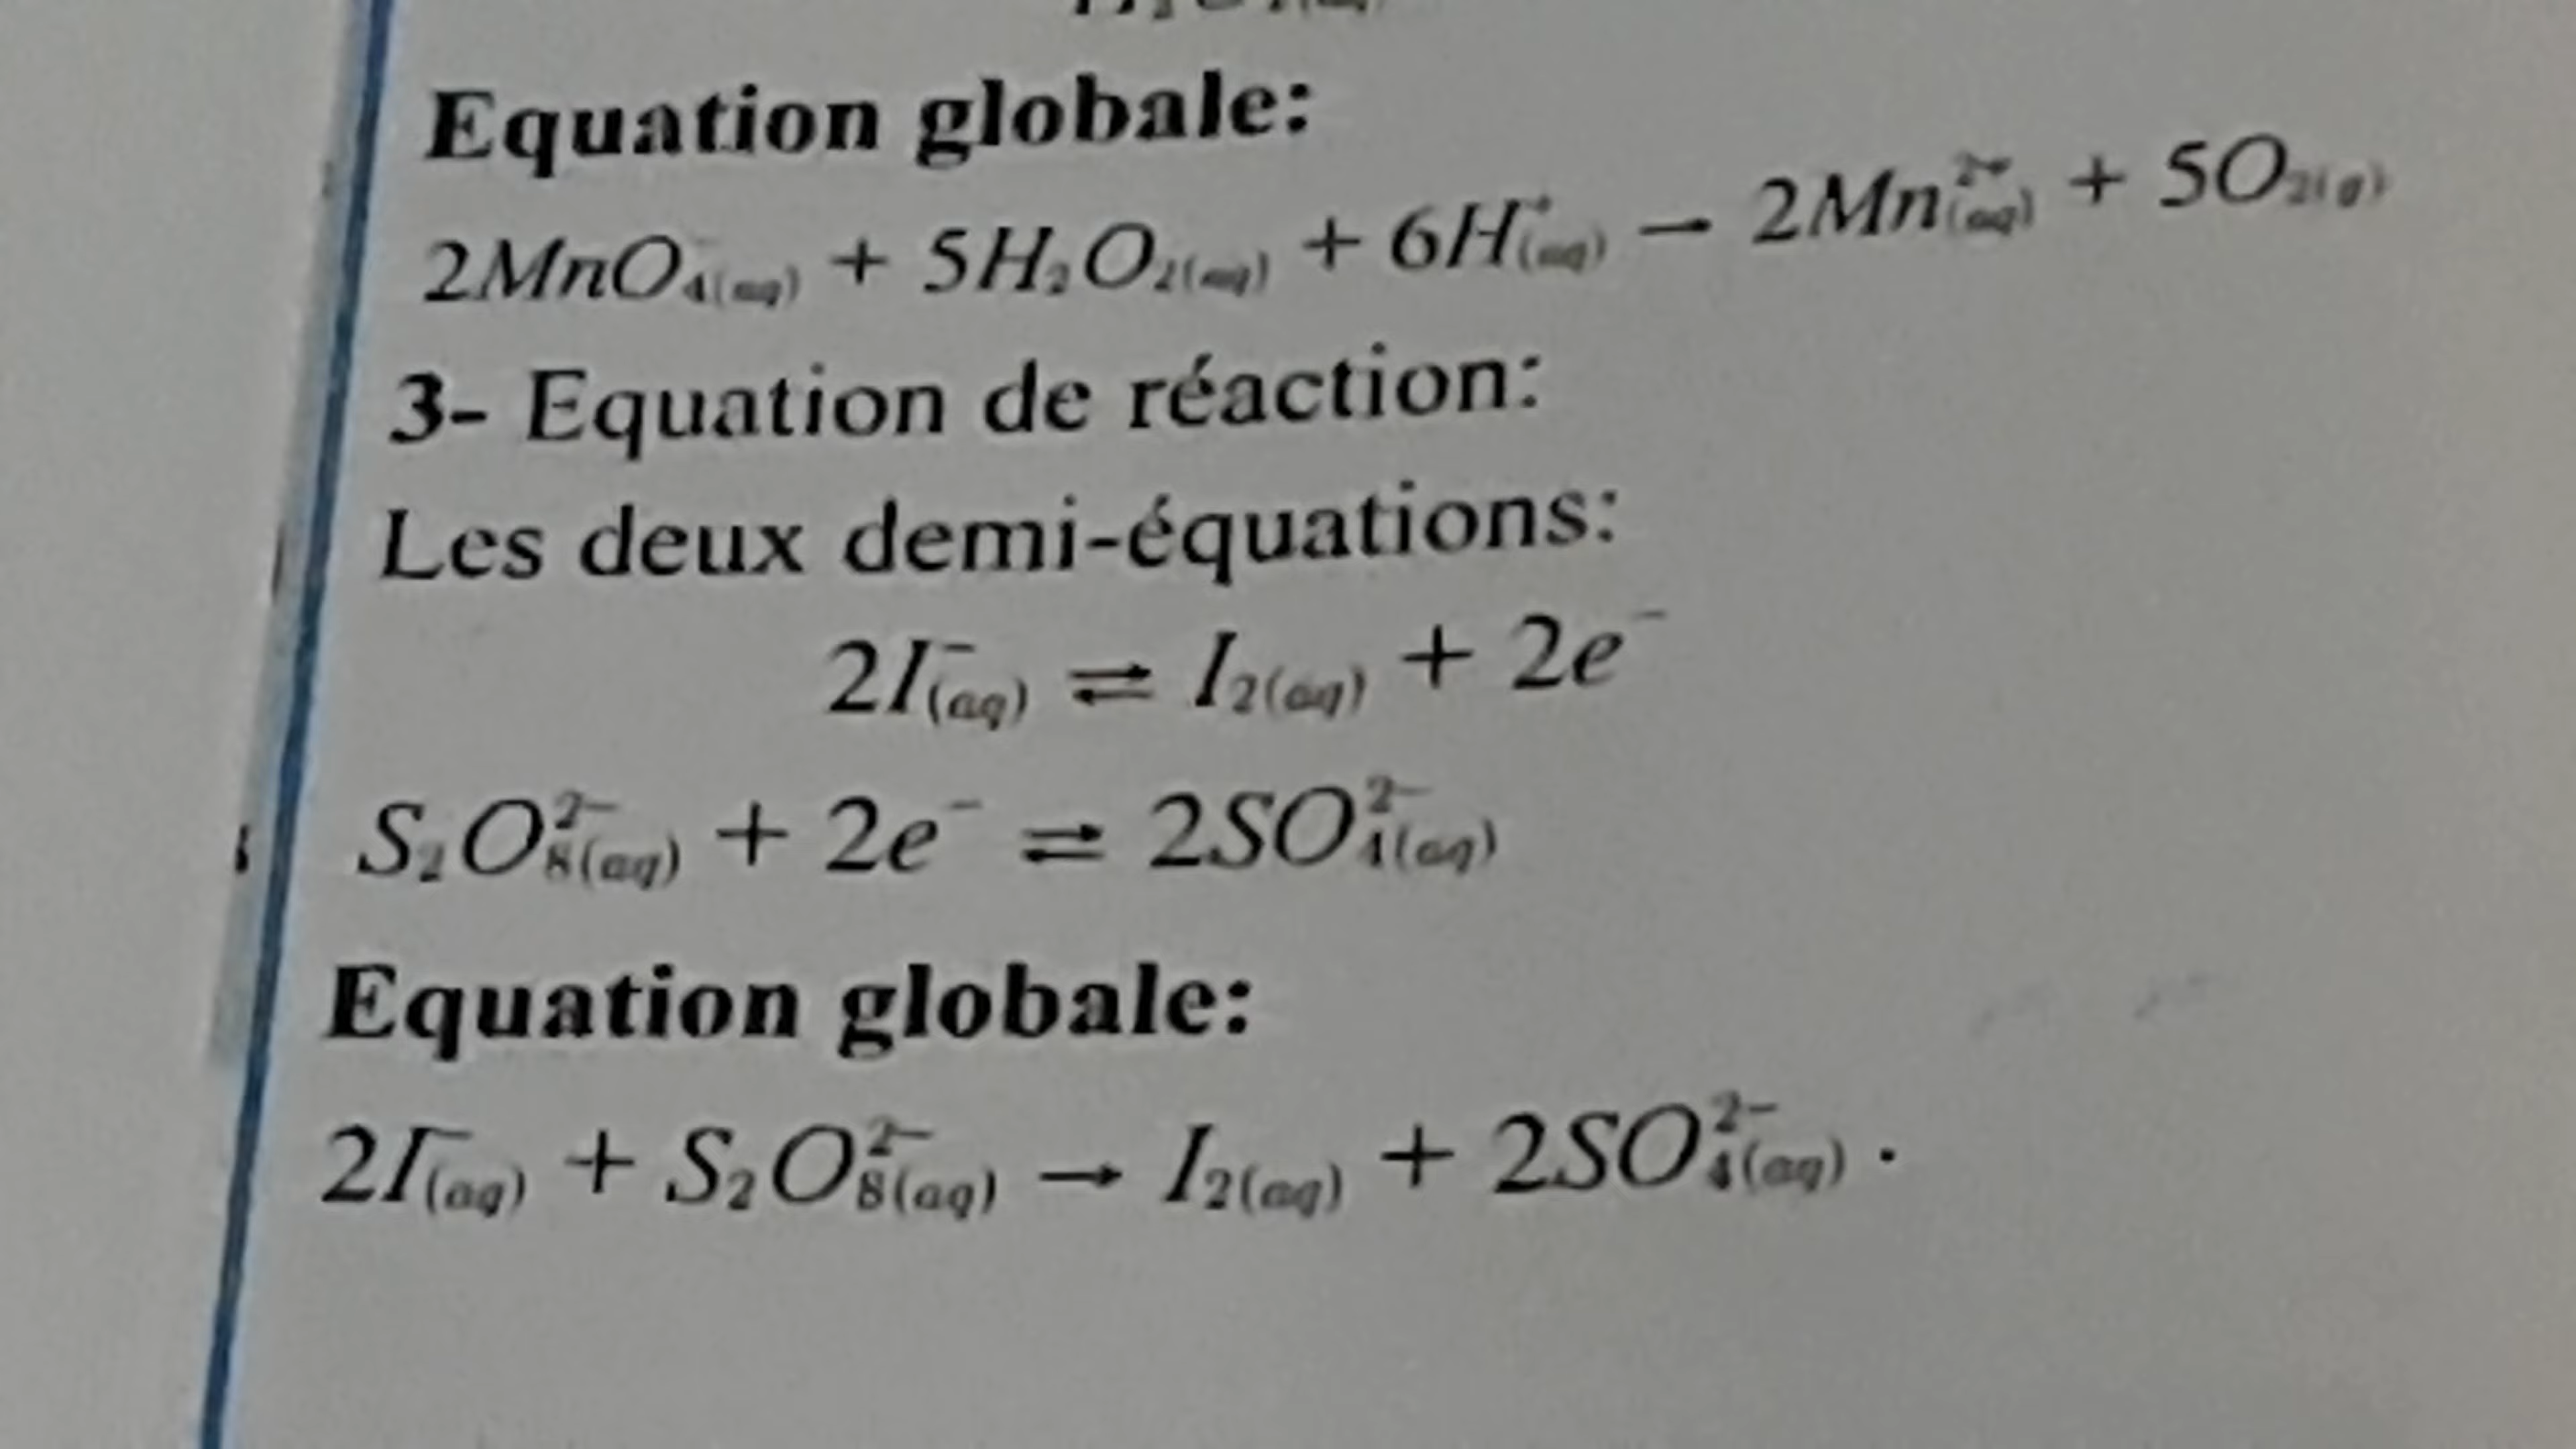 Equation globale:
2MnO₄⁻(aq) + 5H₂O₂(aq) + 6H⁺(aq) → 2Mn²⁺(aq) + 5O₂(g)
3- Equation de réaction:
Les deux demi-équations:
2I⁻(aq) ⇌ I₂(aq) + 2e⁻
S₂O₈²⁻(aq) + 2e⁻ ⇌ 2SO₄²⁻(aq)
Equation globale:
2I⁻(aq) + S₂O₈²⁻(aq) → I₂(aq) + 2SO₄²⁻(aq) .